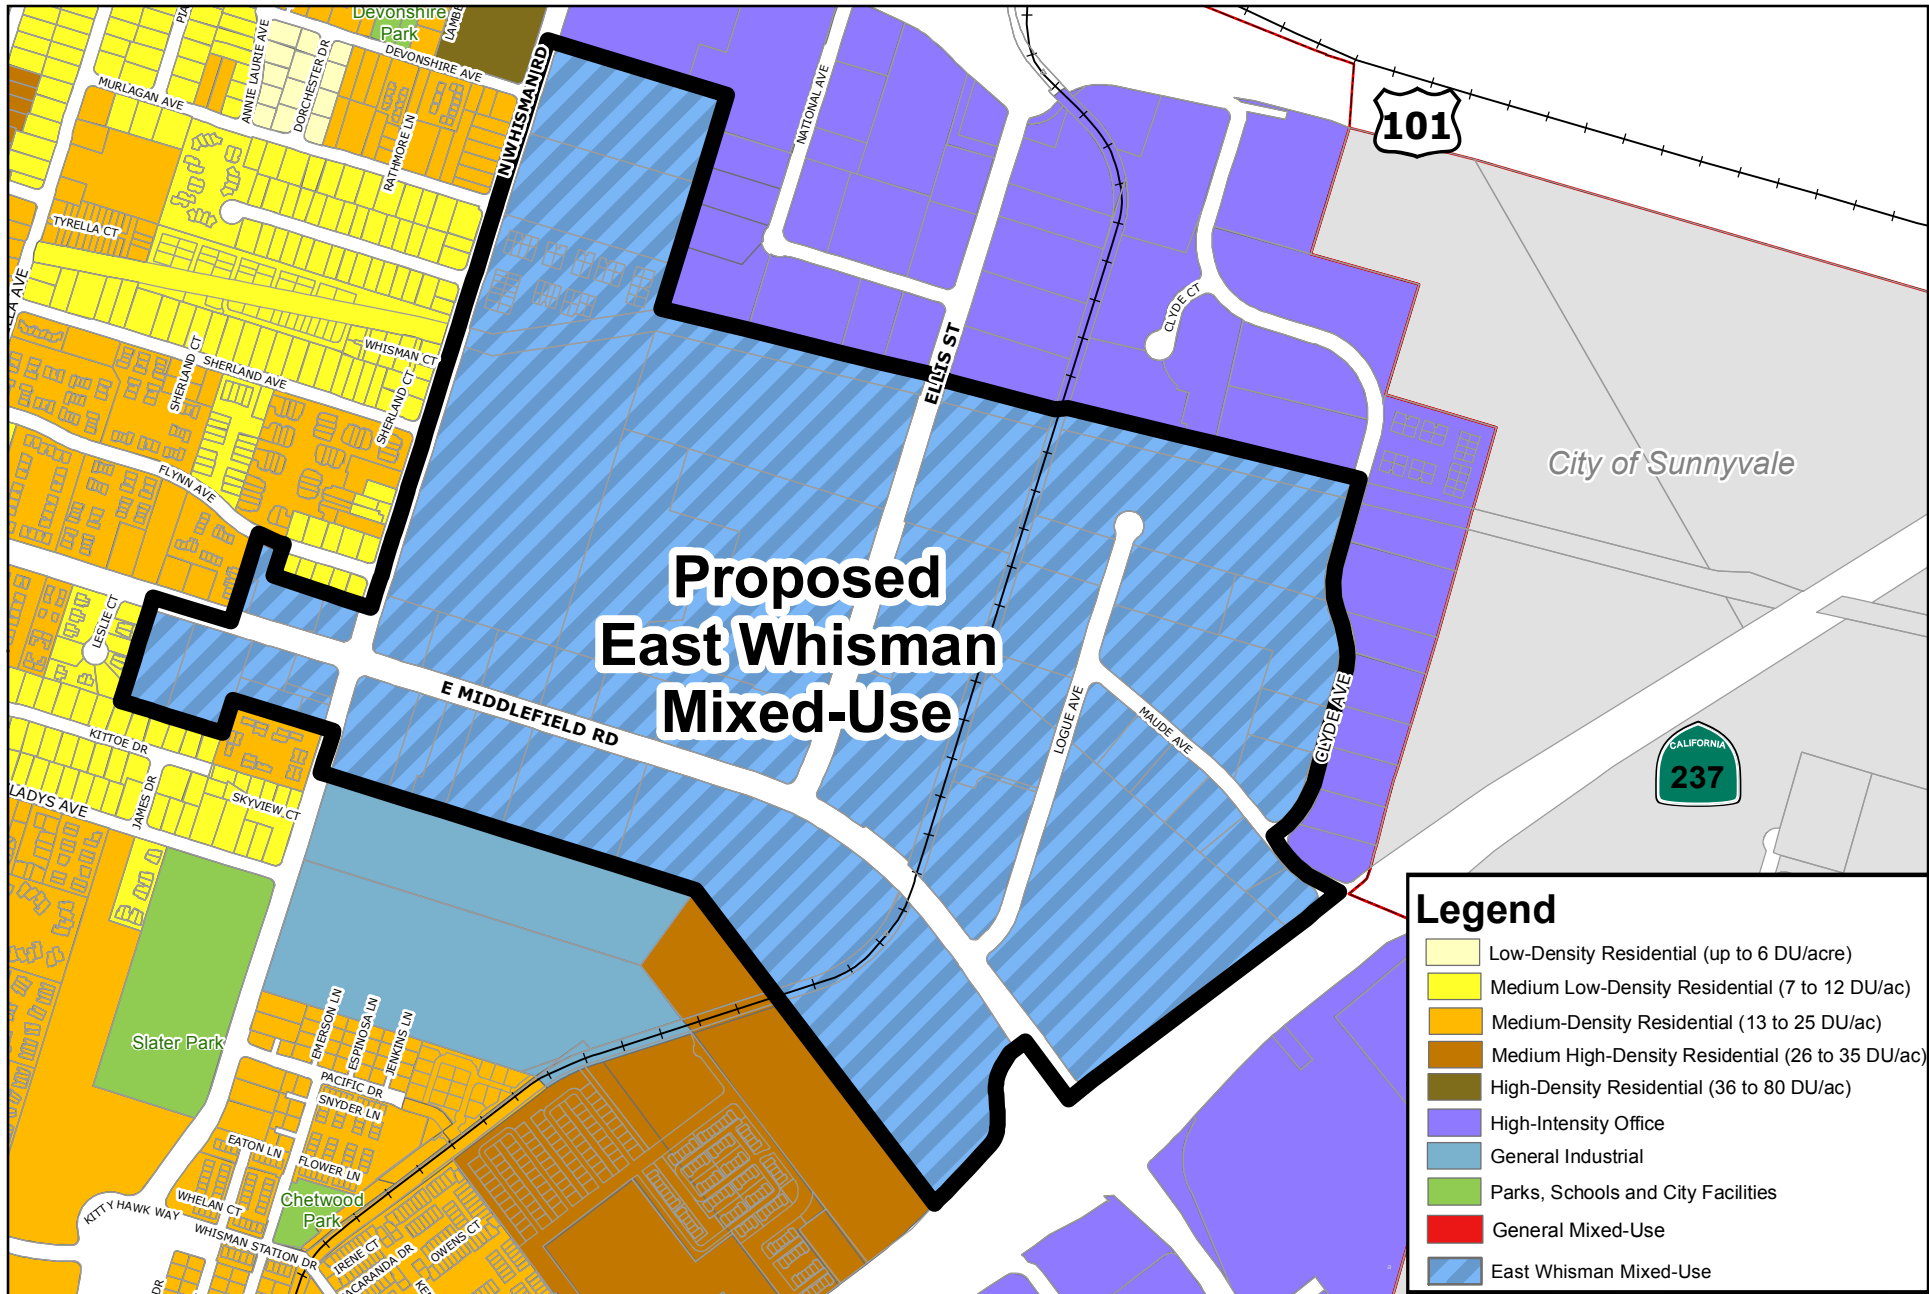 Devonshire
Park
DEVONSHIRE AVE
ANNIE LAURIE AVE
DORCHESTER DR
MURLAGAN AVE
RATHMORE LN
N WHISMAN RD
NATIONAL AVE
101
TYRELLA CT
CLYDE CT
WHISMAN CT
SHERLAND CT
SHERLAND AVE
SHERLAND CT
ELLIS ST
City of Sunnyvale
FLYNN AVE
Proposed
East Whisman
Mixed-Use
LESLIE CT
E MIDDLEFIELD RD
LOGUE AVE
MAUDE AVE
CLYDE AVE
KITTOE DR
JAMES DR
SKYVIEW CT
LADYS AVE
CALIFORNIA
237
Slater Park
EMERSON LN
ESPINOSA LN
JENKINS LN
PACIFIC DR
SNYDER LN
EATON LN
FLOWER LN
WHELAN CT
Chetwood
Park
KITTY HAWK WAY
WHISMAN STATION DR
IRENE CT
ACARANDA DR
OWENS CT
DR
Legend
Low-Density Residential (up to 6 DU/acre)
Medium Low-Density Residential (7 to 12 DU/ac)
Medium-Density Residential (13 to 25 DU/ac)
Medium High-Density Residential (26 to 35 DU/ac)
High-Density Residential (36 to 80 DU/ac)
High-Intensity Office
General Industrial
Parks, Schools and City Facilities
General Mixed-Use
East Whisman Mixed-Use